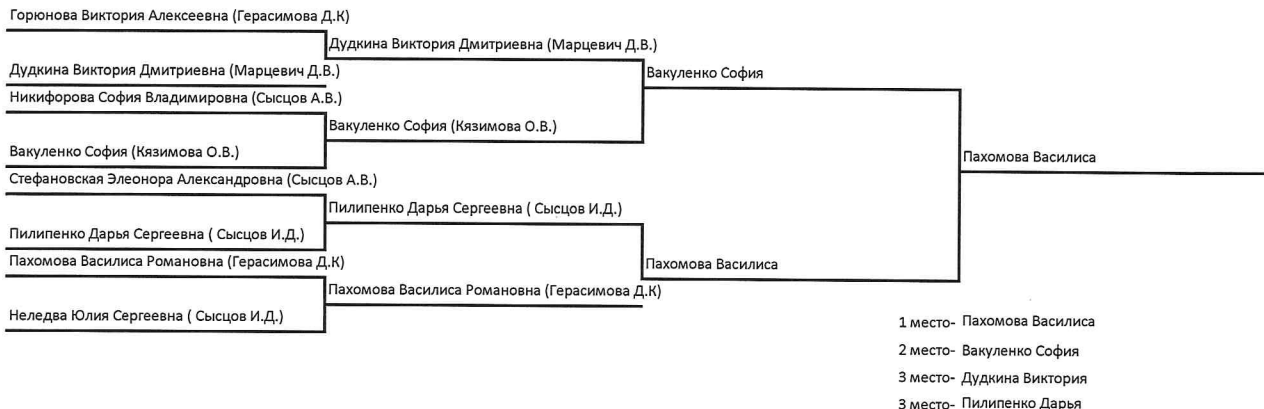 Горюнова Виктория Алексеевна (Герасимова Д.К)
Дудкина Виктория Дмитриевна (Марцевич Д.В.)
Дудкина Виктория Дмитриевна (Марцевич Д.В.)
Вакуленко София
Никифорова София Владимировна (Сысцов А.В.)
Вакуленко София (Кязимова О.В.)
Вакуленко София (Кязимова О.В.)
Пахомова Василиса
Стефановская Элеонора Александровна (Сысцов А.В.)
Пилипенко Дарья Сергеевна ( Сысцов И.Д.)
Пилипенко Дарья Сергеевна ( Сысцов И.Д.)
Пахомова Василиса Романовна (Герасимова Д.К)
Пахомова Василиса
Пахомова Василиса Романовна (Герасимова Д.К)
Неледва Юлия Сергеевна ( Сысцов И.Д.)
1 место- Пахомова Василиса
2 место- Вакуленко София
3 место- Дудкина Виктория
3 место- Пилипенко Дарья